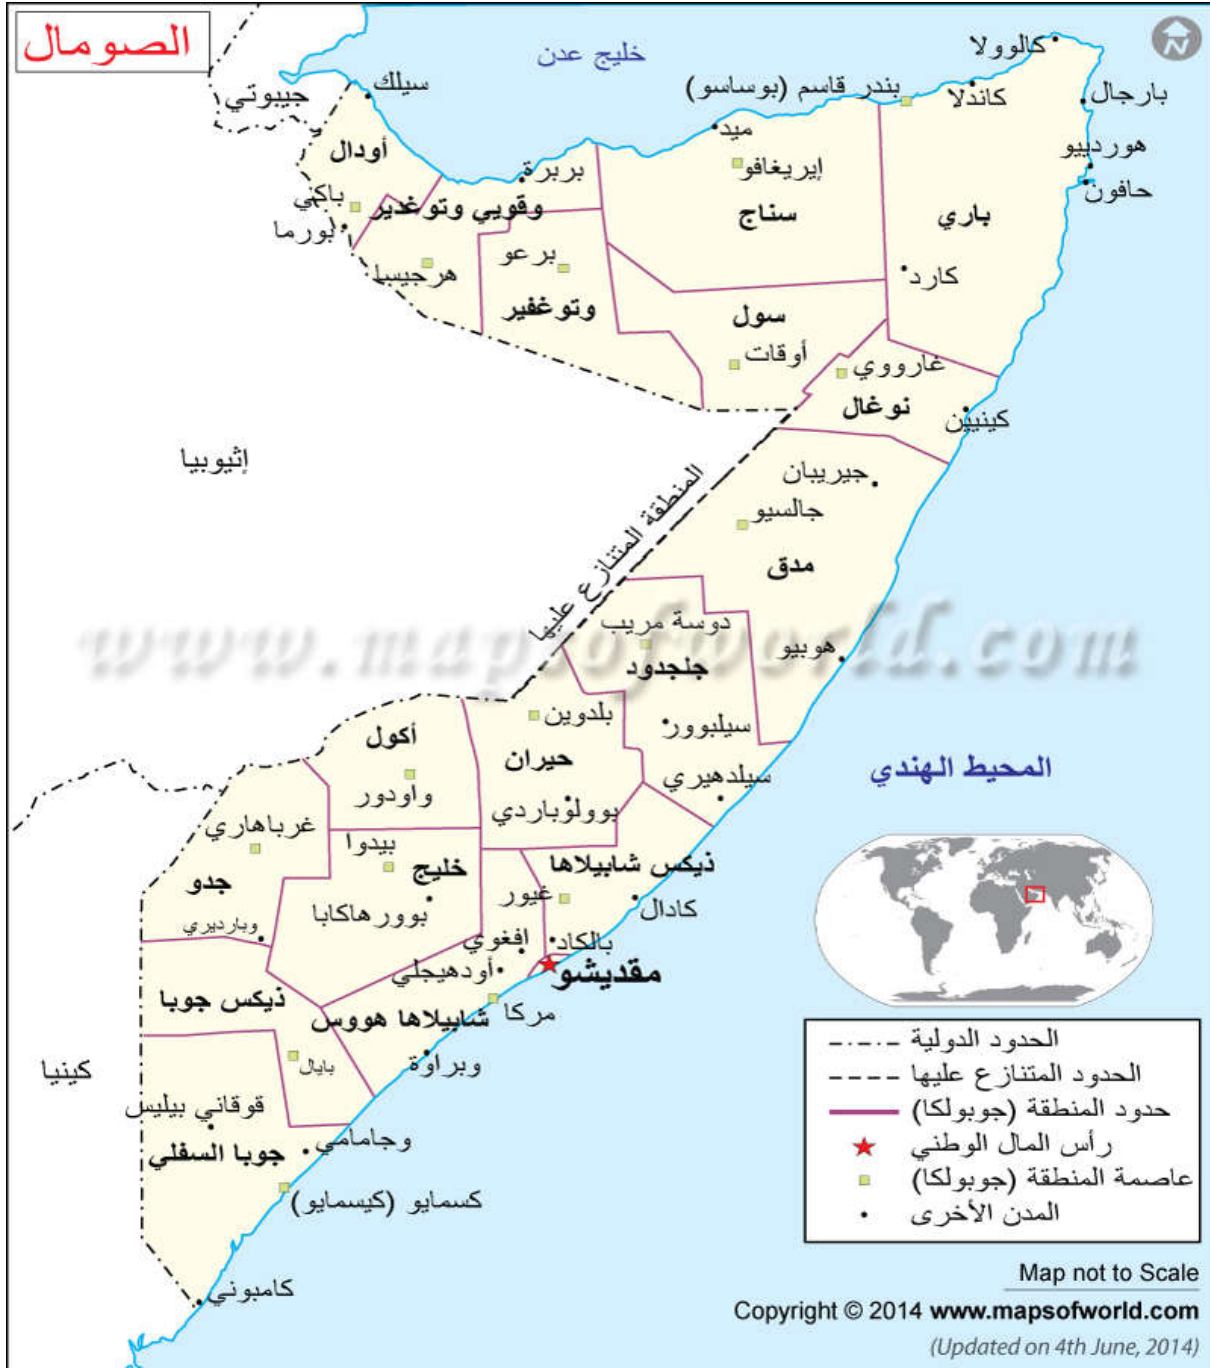 الصومال
خليج عدن
كالوولا
جيبوتي
سيلك
بندر قاسم (بوساسو)
كاندلا
بارجال
ميد
أودال
بربرة
إيريغافو
هوردييو
حافون
باكي
وقويي وتوغدير
سناج
باري
بورما
هرجيسا
برعو
كارد
وتوغفير
سول
أوقات
غارووي
نوغال
كينيين
إثيوبيا
المنطقة المتنازع عليها
جيريبان
جالسيو
مدق
www.mapsofworld.com
دوسة مريب
هوبيو
جلجدود
بلدوين
سيلبوور
أكول
حيران
المحيط الهندي
سيلدهيري
واودور
بوولوباردي
غرباهاري
بيدوا
ذيكس شابيلاها
خليج
جدو
غيور
بوورهاكابا
كادال
وبارديري
افغوي
بالكاد
أودهيجلي
مقديشو
ذيكس جوبا
مركا
شابيلاها هووس
وبراوة
كينيا
بايال
قوقاني بيليس
وجامامي
جوبا السفلي
كسمايو (كيسمايو)
كامبوني
الحدود الدولية
الحدود المتنازع عليها
حدود المنطقة (جوبولكا)
رأس المال الوطني
عاصمة المنطقة (جوبولكا)
المدن الأخرى
Map not to Scale
Copyright © 2014 www.mapsofworld.com
(Updated on 4th June, 2014)
N